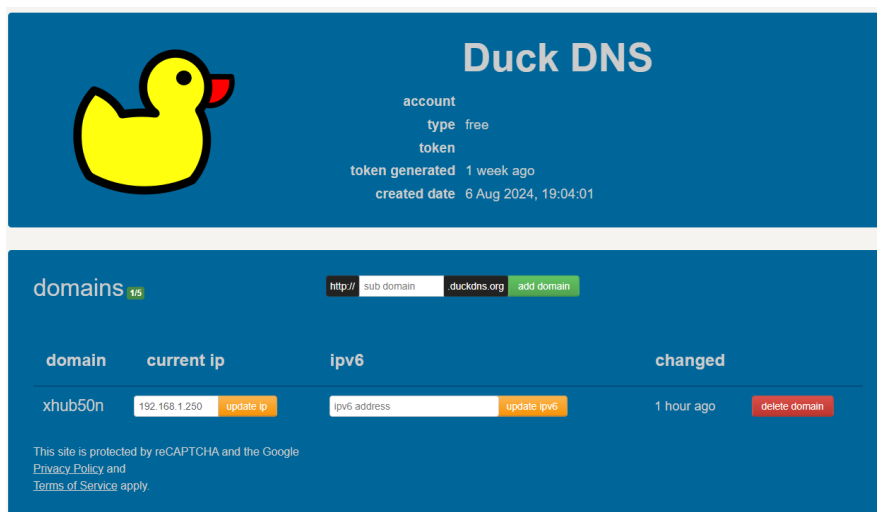 Duck DNS
account
type free
token
token generated 1 week ago
created date 6 Aug 2024, 19:04:01
domains 1/5
http:// sub domain .duckdns.org add domain
domain current ip ipv6 changed
xhub50n 192.168.1.250 update ip ipv6 address update ipv6 1 hour ago delete domain
This site is protected by reCAPTCHA and the Google
Privacy Policy and
Terms of Service apply.